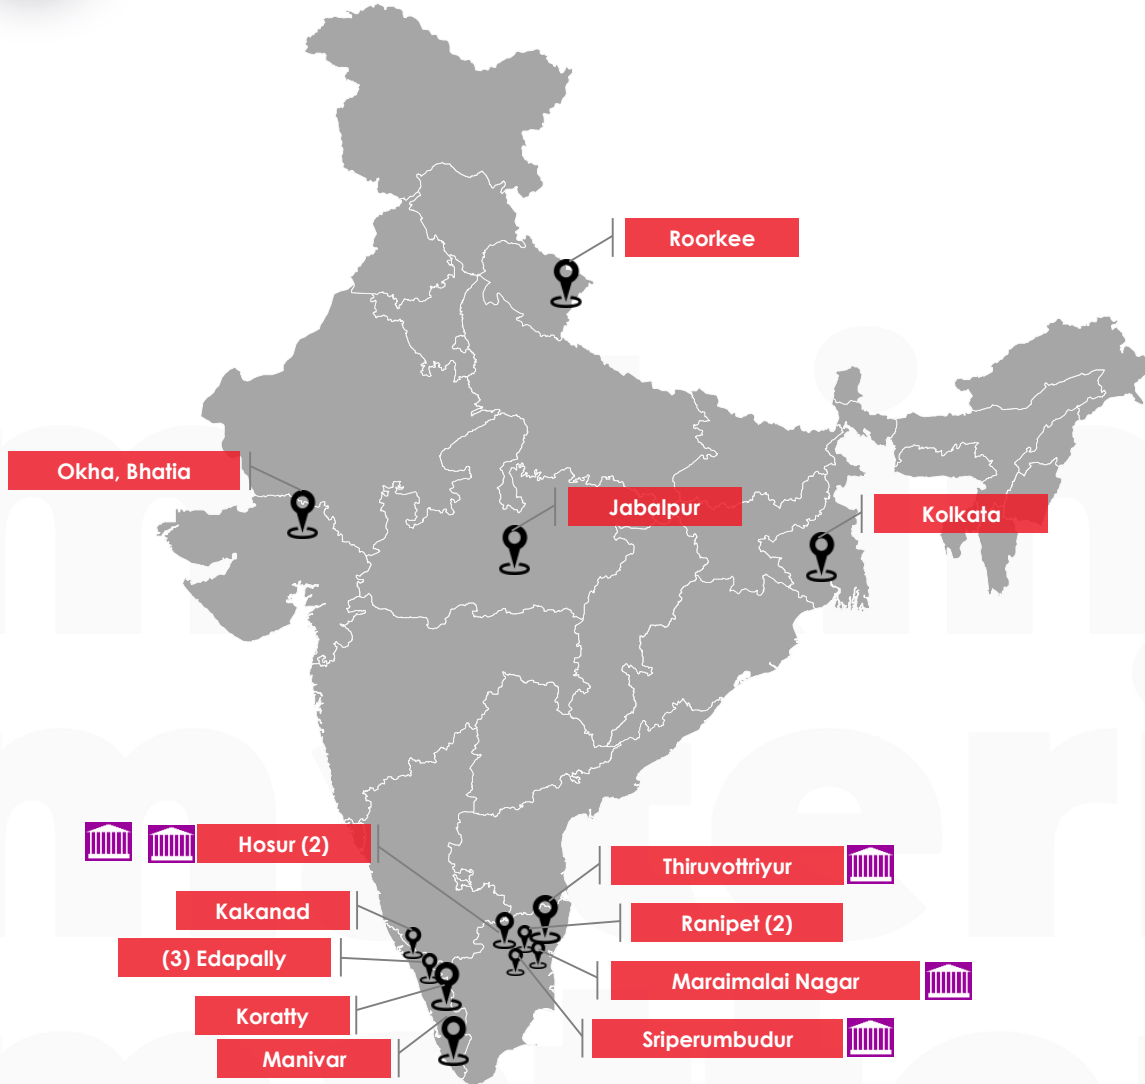 Roorkee
Okha, Bhatia
Jabalpur
Kolkata
Hosur (2)
Thiruvottriyur
Kakanad
Ranipet (2)
(3) Edapally
Maraimalai Nagar
Koratty
Sriperumbudur
Manivar